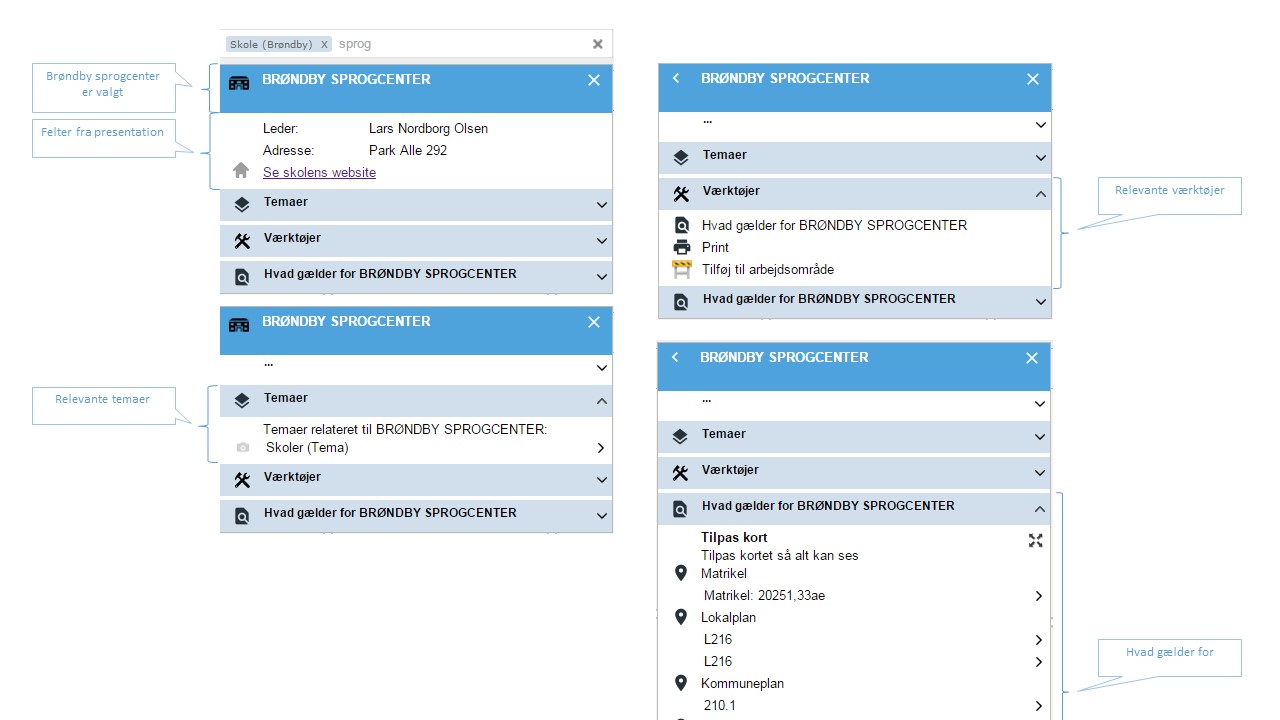 Skole (Brøndby) X sprog
Brøndby sprogcenter
er valgt
BRØNDBY SPROGCENTER
Felter fra presentation
Leder: Lars Nordborg Olsen
Adresse: Park Alle 292
Se skolens website
Temaer
Værktøjer
Hvad gælder for BRØNDBY SPROGCENTER
BRØNDBY SPROGCENTER
...
Relevante temaer
Temaer
Temaer relateret til BRØNDBY SPROGCENTER:
Skoler (Tema)
Værktøjer
Hvad gælder for BRØNDBY SPROGCENTER
BRØNDBY SPROGCENTER
...
Temaer
Værktøjer
Relevante værktøjer
Hvad gælder for BRØNDBY SPROGCENTER
Print
Tilføj til arbejdsområde
Hvad gælder for BRØNDBY SPROGCENTER
BRØNDBY SPROGCENTER
...
Temaer
Værktøjer
Hvad gælder for BRØNDBY SPROGCENTER
Tilpas kort
Tilpas kortet så alt kan ses
Matrikel
Matrikel: 20251,33ae
Lokalplan
L216
L216
Hvad gælder for
Kommuneplan
210.1